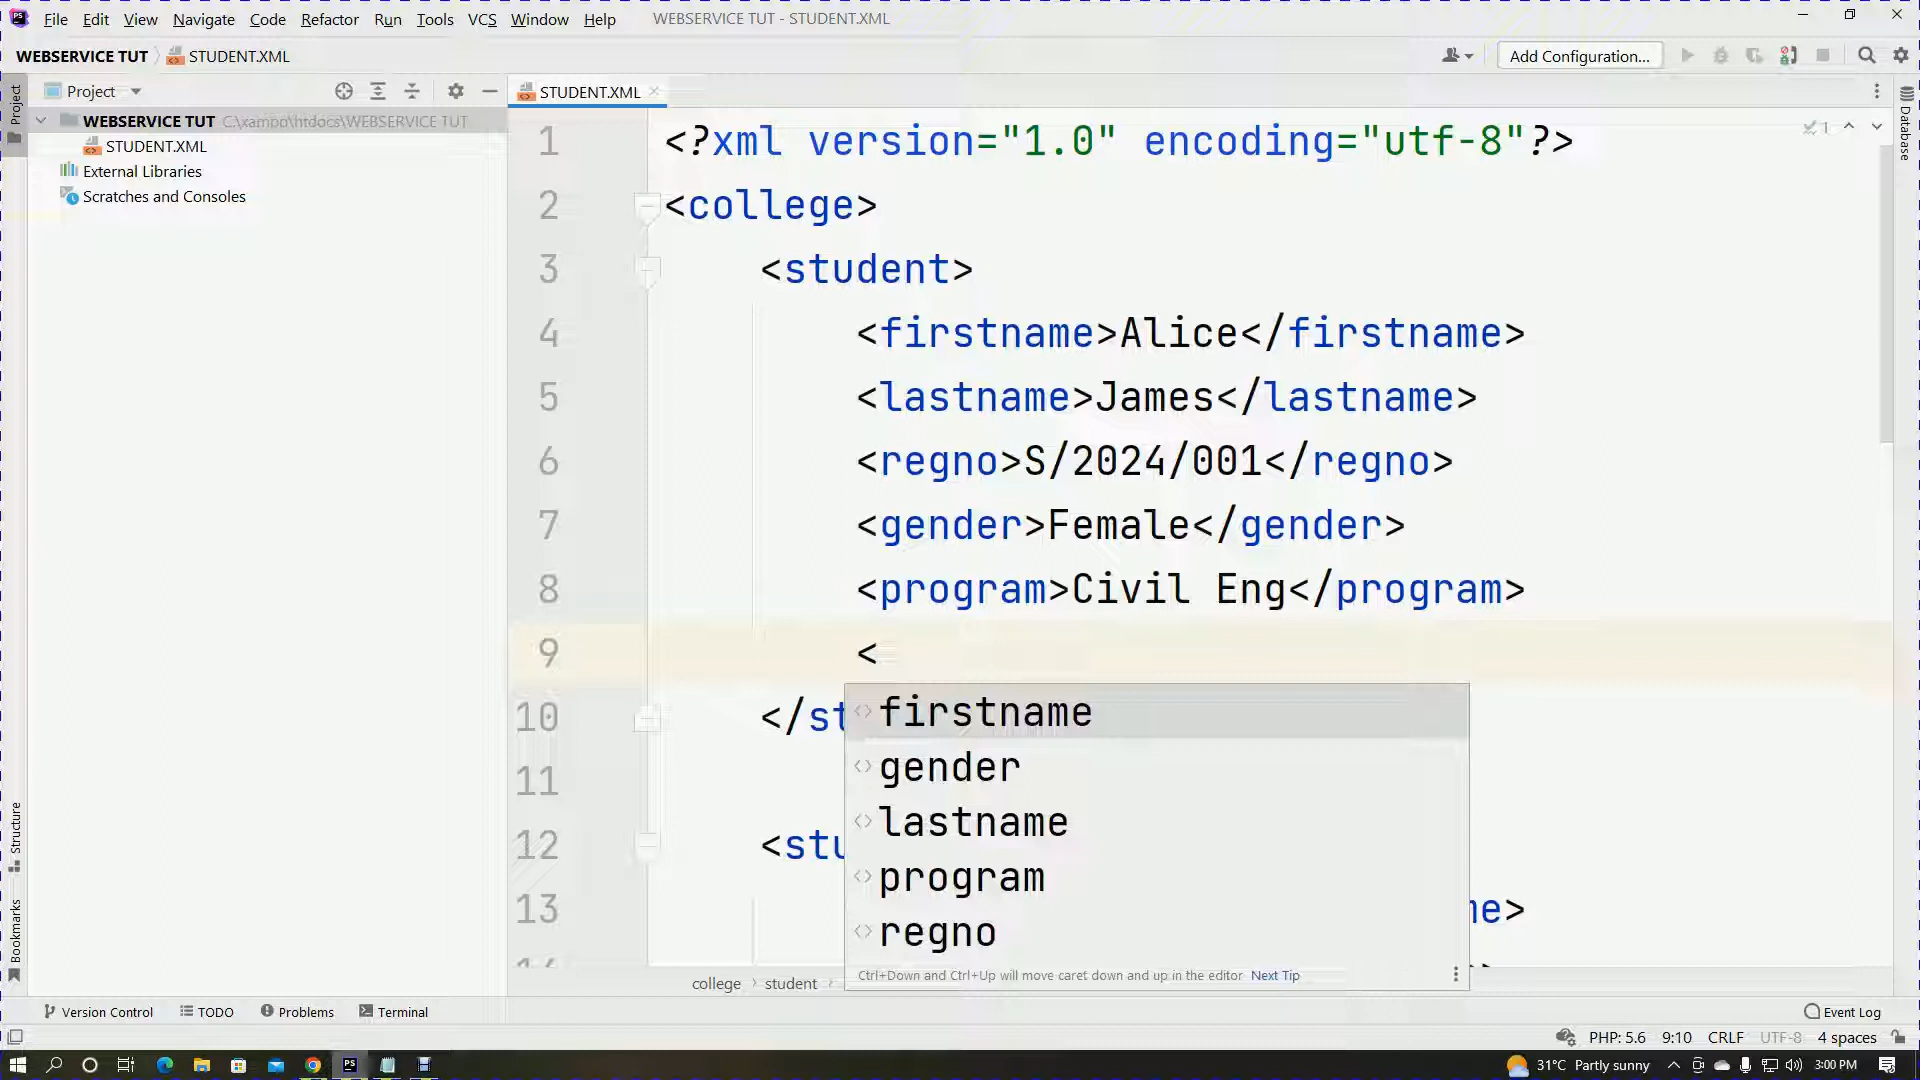 File Edit View Navigate Code Refactor Run Tools VCS Window Help WEBSERVICE TUT - STUDENT.XML
WEBSERVICE TUT STUDENT.XML Add Configuration...
Project
STUDENT.XML
WEBSERVICE TUT C:\xampp\htdocs\WEBSERVICE TUT
STUDENT.XML
External Libraries
Scratches and Consoles
Project
Structure
Bookmarks
Database
1
1 <?xml version="1.0" encoding="utf-8"?>
2 <college>
3 <student>
4 <firstname>Alice</firstname>
5 <lastname>James</lastname>
6 <regno>S/2024/001</regno>
7 <gender>Female</gender>
8 <program>Civil Eng</program>
9 <
10 </st
11
12 <stu
13 me>
firstname
gender
lastname
program
regno
Ctrl+Down and Ctrl+Up will move caret down and up in the editor Next Tip
college student
Version Control TODO Problems Terminal Event Log
PHP: 5.6 9:10 CRLF UTF-8 4 spaces
31°C Partly sunny 3:00 PM